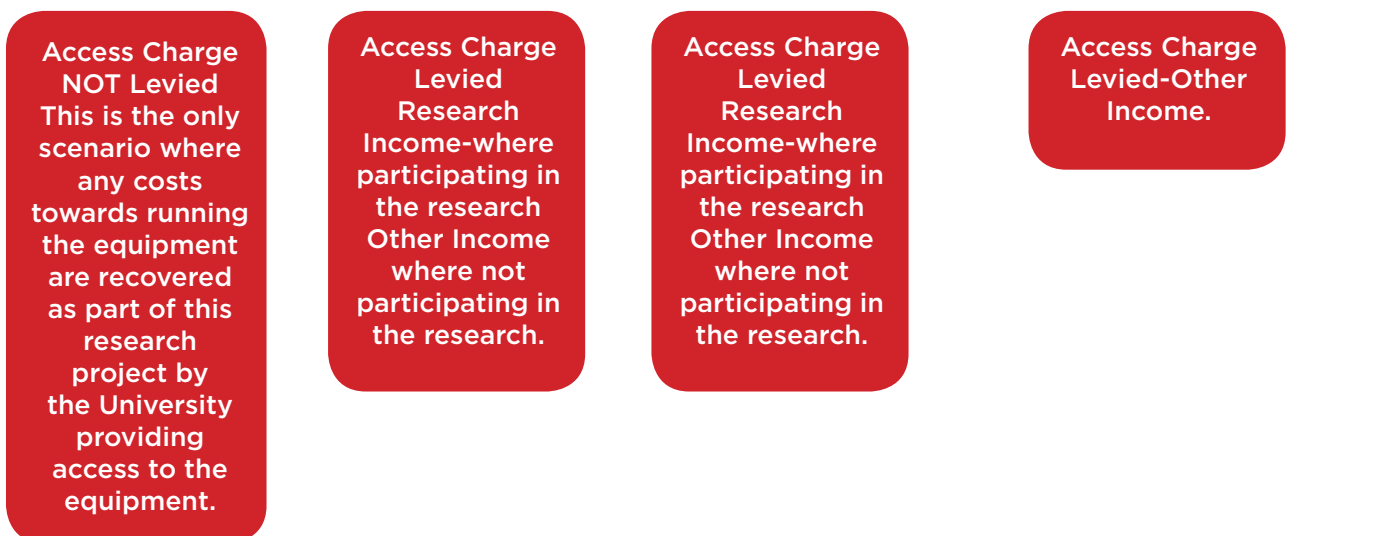 Access Charge
NOT Levied
This is the only
scenario where
any costs
towards running
the equipment
are recovered
as part of this
research
project by
the University
providing
access to the
equipment.
Access Charge
Levied
Research
Income-where
participating in
the research
Other Income
where not
participating in
the research.
Access Charge
Levied
Research
Income-where
participating in
the research
Other Income
where not
participating in
the research.
Access Charge
Levied-Other
Income.